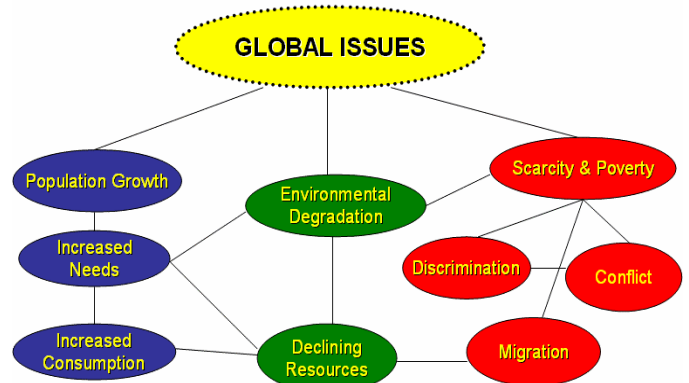 GLOBAL ISSUES
Population Growth
Environmental
Degradation
Scarcity & Poverty
Increased
Needs
Discrimination
Conflict
Increased
Consumption
Declining
Resources
Migration